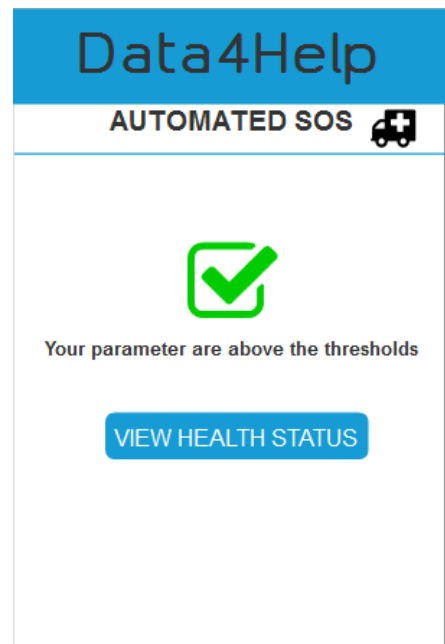 Data4Help
AUTOMATED SOS
Your parameter are above the thresholds
VIEW HEALTH STATUS